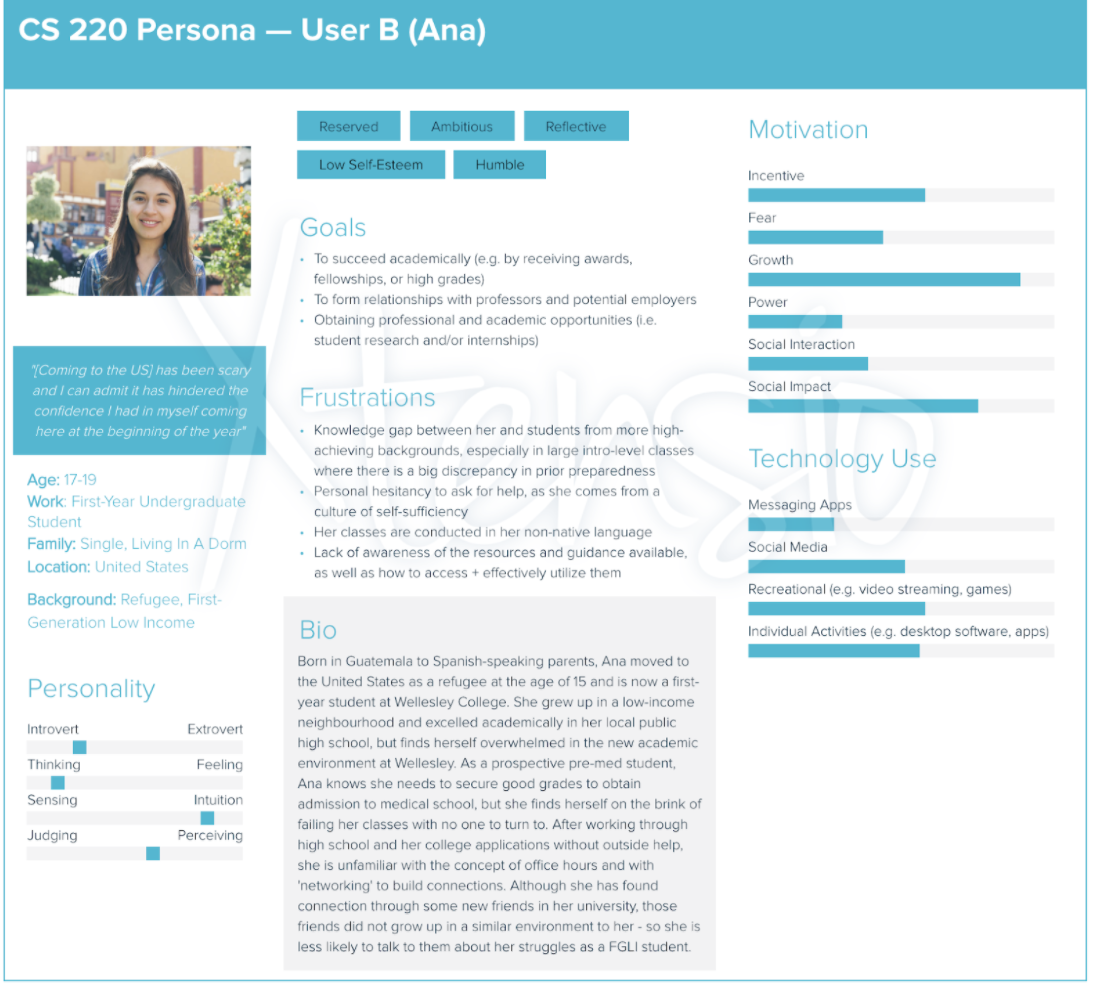 CS 220 Persona — User B (Ana)
"[Coming to the US] has been scary
and I can admit it has hindered the
confidence I had in myself coming
here at the beginning of the year"
Age: 17-19
Work: First-Year Undergraduate
Student
Family: Single, Living In A Dorm
Location: United States
Background: Refugee, First-
Generation Low Income
Personality
Introvert Extrovert
Thinking Feeling
Sensing Intuition
Judging Perceiving
Reserved Ambitious Reflective
Low Self-Esteem Humble
Goals
• To succeed academically (e.g. by receiving awards,
fellowships, or high grades)
• To form relationships with professors and potential employers
• Obtaining professional and academic opportunities (i.e.
student research and/or internships)
Frustrations
• Knowledge gap between her and students from more high-
achieving backgrounds, especially in large intro-level classes
where there is a big discrepancy in prior preparedness
• Personal hesitancy to ask for help, as she comes from a
culture of self-sufficiency
• Her classes are conducted in her non-native language
• Lack of awareness of the resources and guidance available,
as well as how to access + effectively utilize them
Bio
Born in Guatemala to Spanish-speaking parents, Ana moved to
the United States as a refugee at the age of 15 and is now a first-
year student at Wellesley College. She grew up in a low-income
neighbourhood and excelled academically in her local public
high school, but finds herself overwhelmed in the new academic
environment at Wellesley. As a prospective pre-med student,
Ana knows she needs to secure good grades to obtain
admission to medical school, but she finds herself on the brink of
failing her classes with no one to turn to. After working through
high school and her college applications without outside help,
she is unfamiliar with the concept of office hours and with
'networking' to build connections. Although she has found
connection through some new friends in her university, those
friends did not grow up in a similar environment to her - so she is
less likely to talk to them about her struggles as a FGLI student.
Motivation
Incentive
Fear
Growth
Power
Social Interaction
Social Impact
Technology Use
Messaging Apps
Social Media
Recreational (e.g. video streaming, games)
Individual Activities (e.g. desktop software, apps)
Xtensio